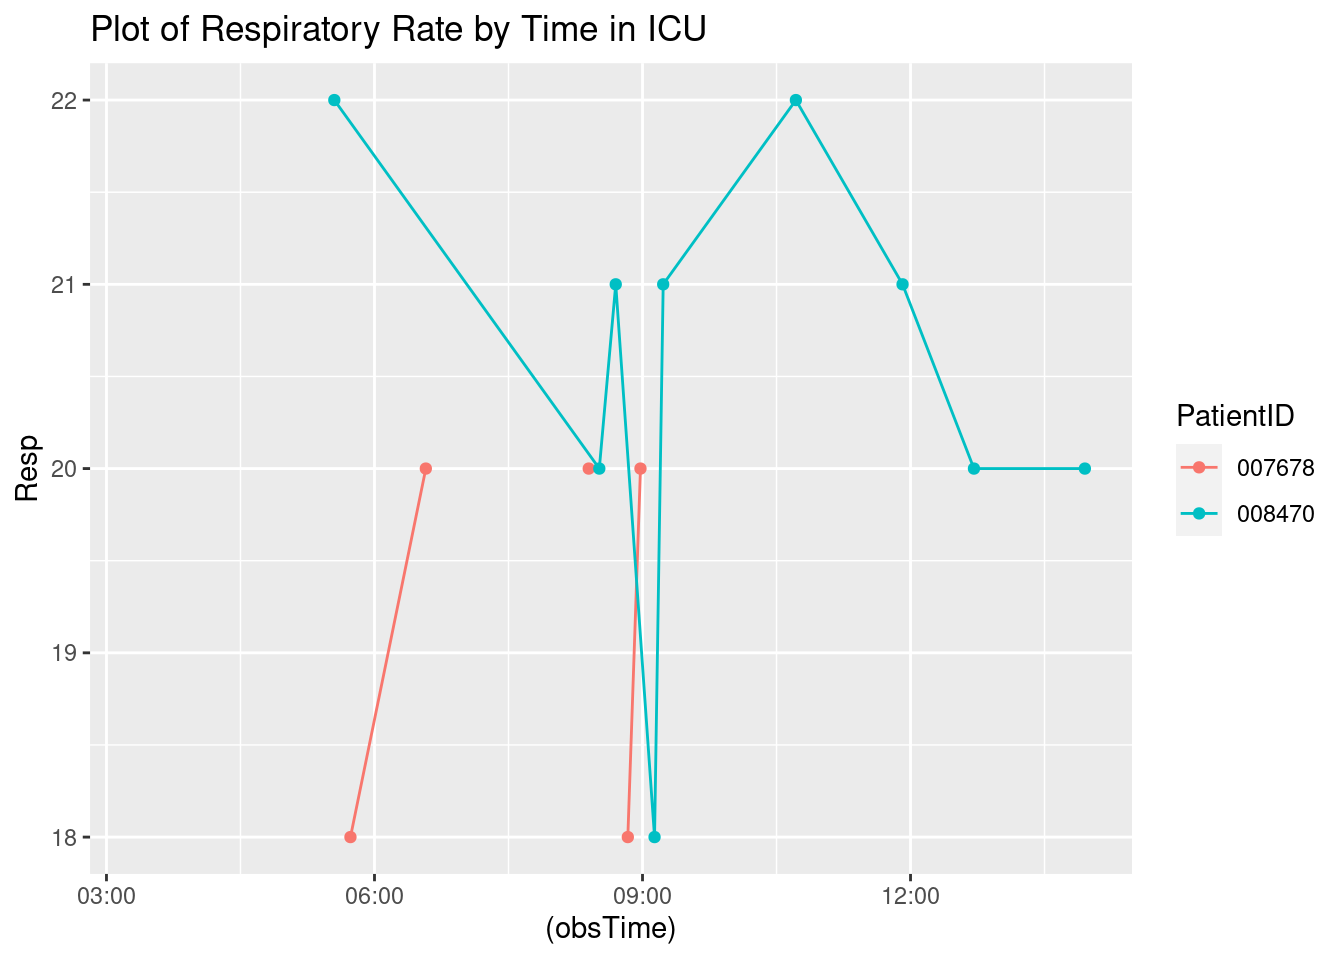 Plot of Respiratory Rate by Time in ICU
22
21
20
19
18
Resp
03:00 06:00 09:00 12:00
(obsTime)
PatientID
007678
008470